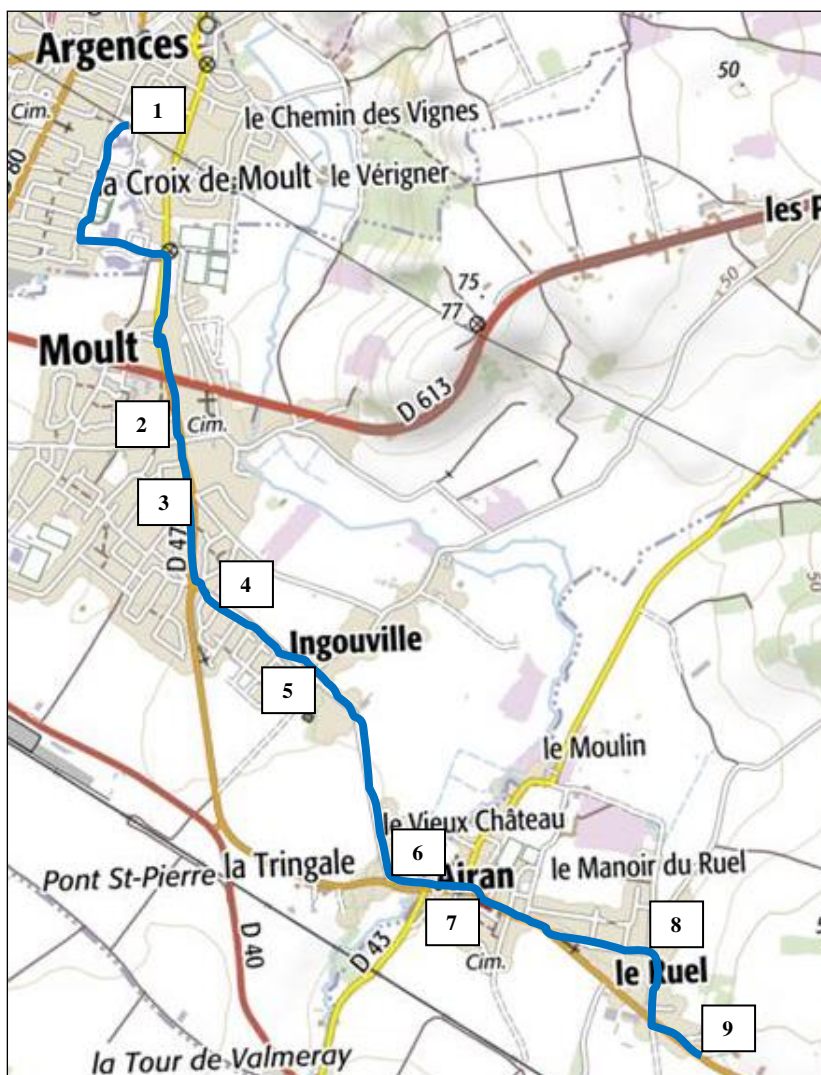 Argences
50
1
Cim.
le Chemin des Vignes
a Croix de Moult
le Vérigner
80
les P
50
75
77
Moult
D 613
2
Cim.
3
D 47
4
50
Ingouville
5
le Moulin
le Vieux Château
6
la Tringale
Airan
le Manoir du Ruel
Pont St-Pierre
7
8
D 40
D 43
Cim.
le Ruel
9
la Tour de Valmeray